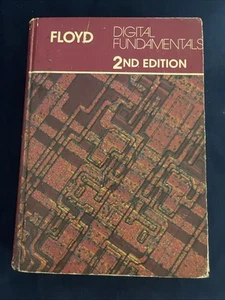 FLOYD
DIGITAL
FUNDAMENTALS
2ND EDITION